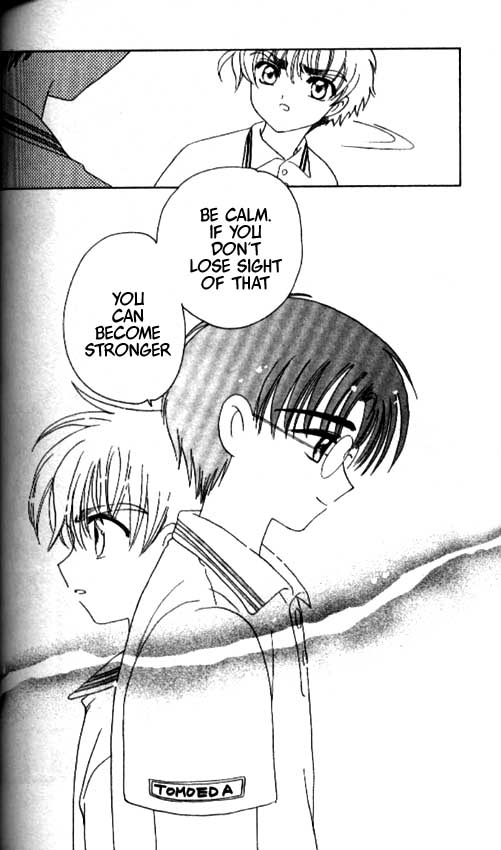 BE CALM.
IF YOU
DON'T
LOSE SIGHT
OF THAT
YOU
CAN
BECOME
STRONGER
TOMOEDA